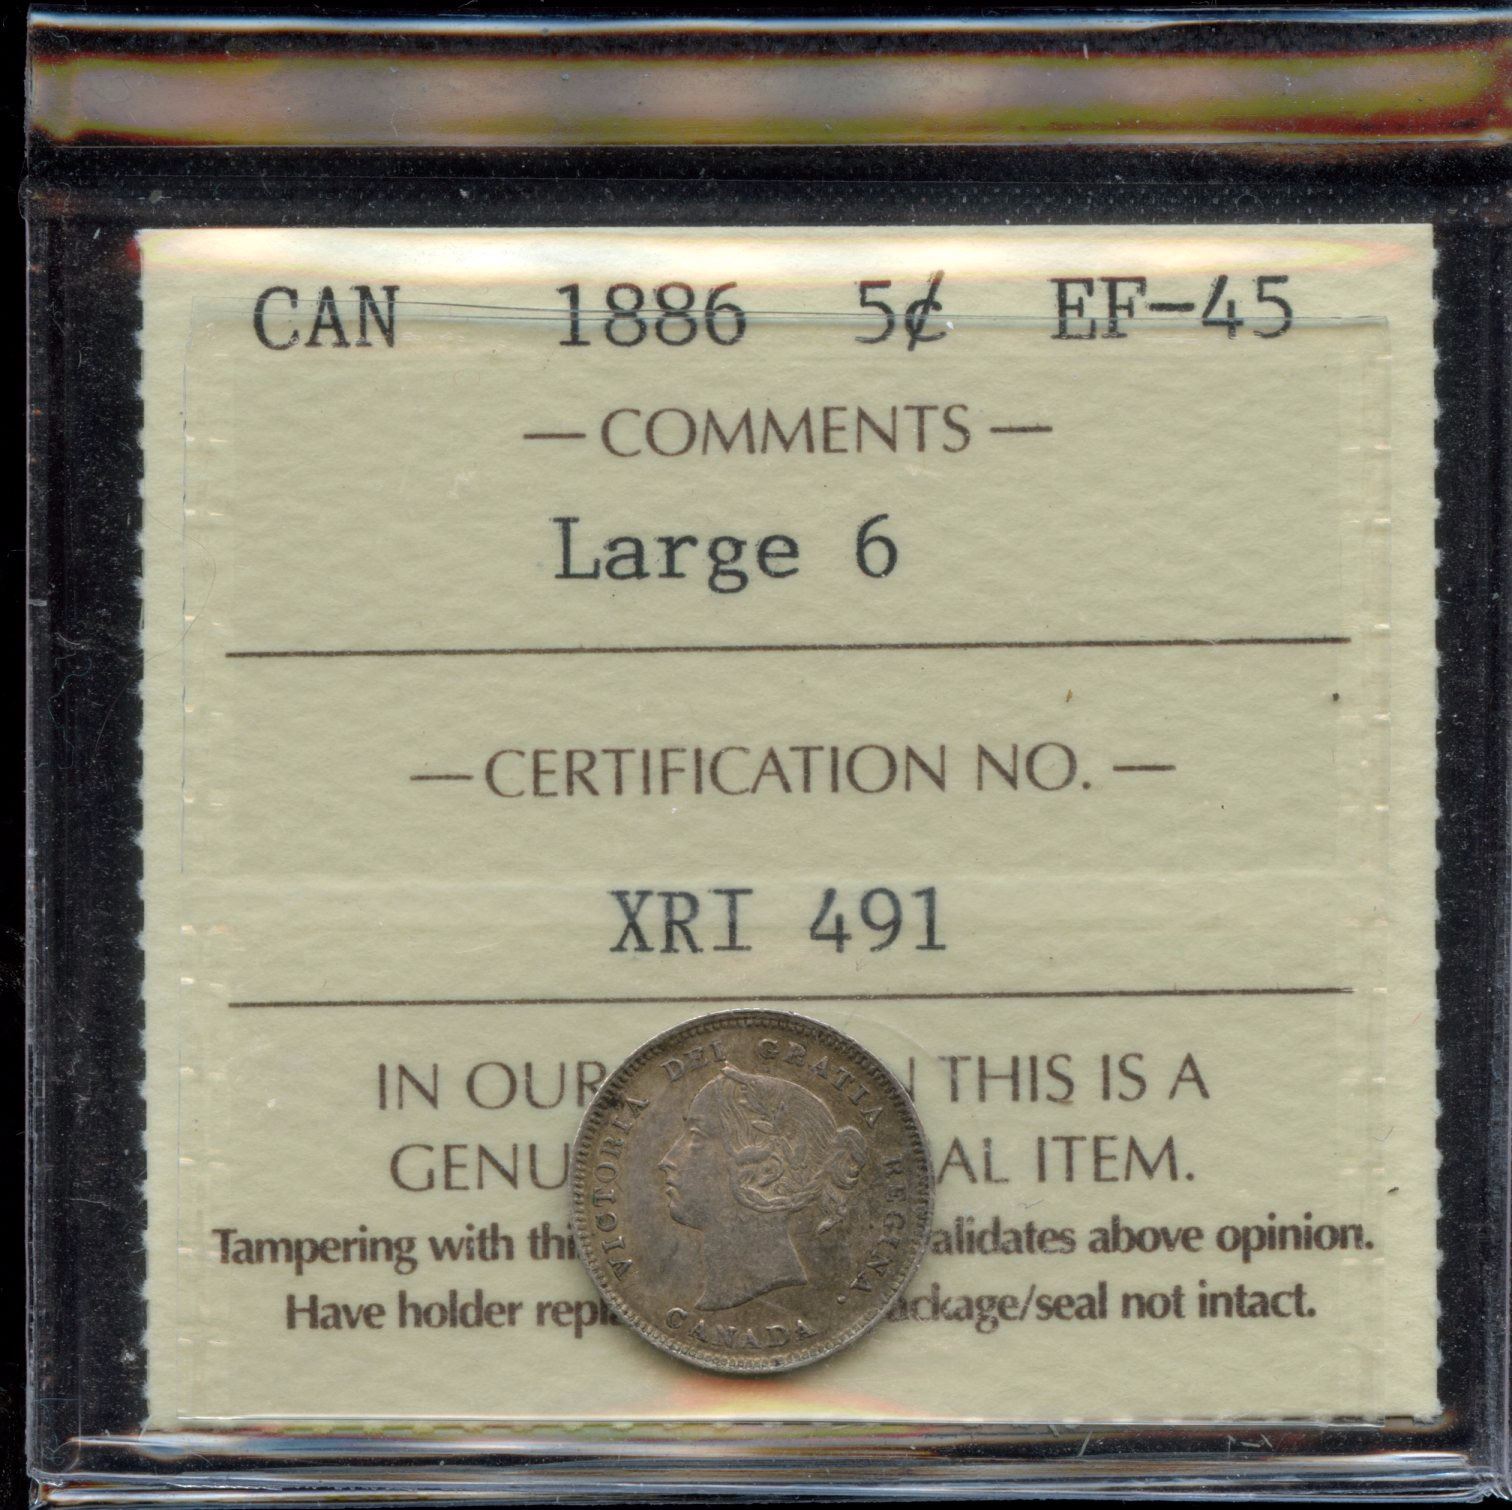 CAN 1886 5¢ EF-45
— COMMENTS —
Large 6
— CERTIFICATION NO. —
XRI 491
IN OUR N THIS IS A
GENU AL ITEM.
Tampering with thi alidates above opinion.
Have holder repla ackage/seal not intact.
VICTORIA DEI GRATIA REGINA.
CANADA